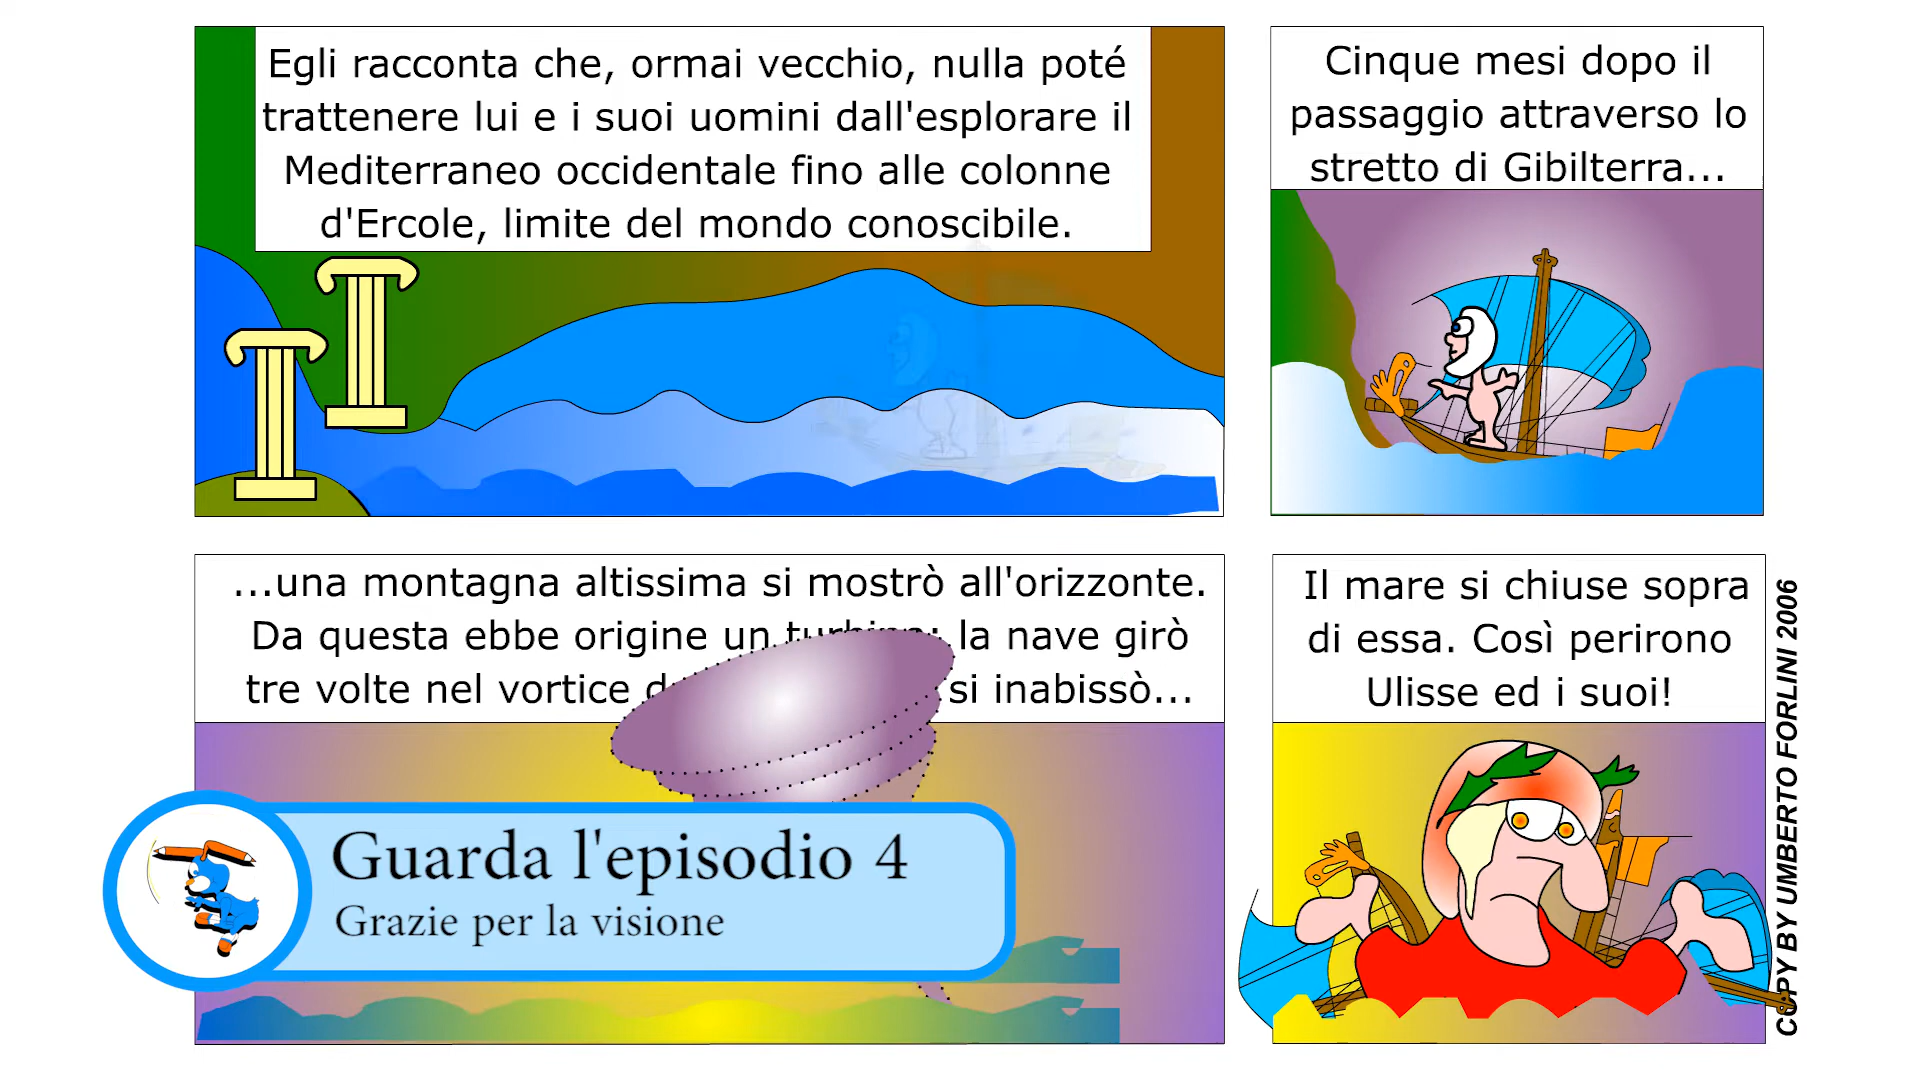 Egli racconta che, ormai vecchio, nulla poté
trattenere lui e i suoi uomini dall'esplorare il
Mediterraneo occidentale fino alle colonne
d'Ercole, limite del mondo conoscibile.
Cinque mesi dopo il
passaggio attraverso lo
stretto di Gibilterra...
...una montagna altissima si mostrò all'orizzonte.
Da questa ebbe origine un turbine: la nave girò
tre volte nel vortice si inabissò...
Il mare si chiuse sopra
di essa. Così perirono
Ulisse ed i suoi!
COPY BY UMBERTO FORLINI 2006
Guarda l'episodio 4
Grazie per la visione